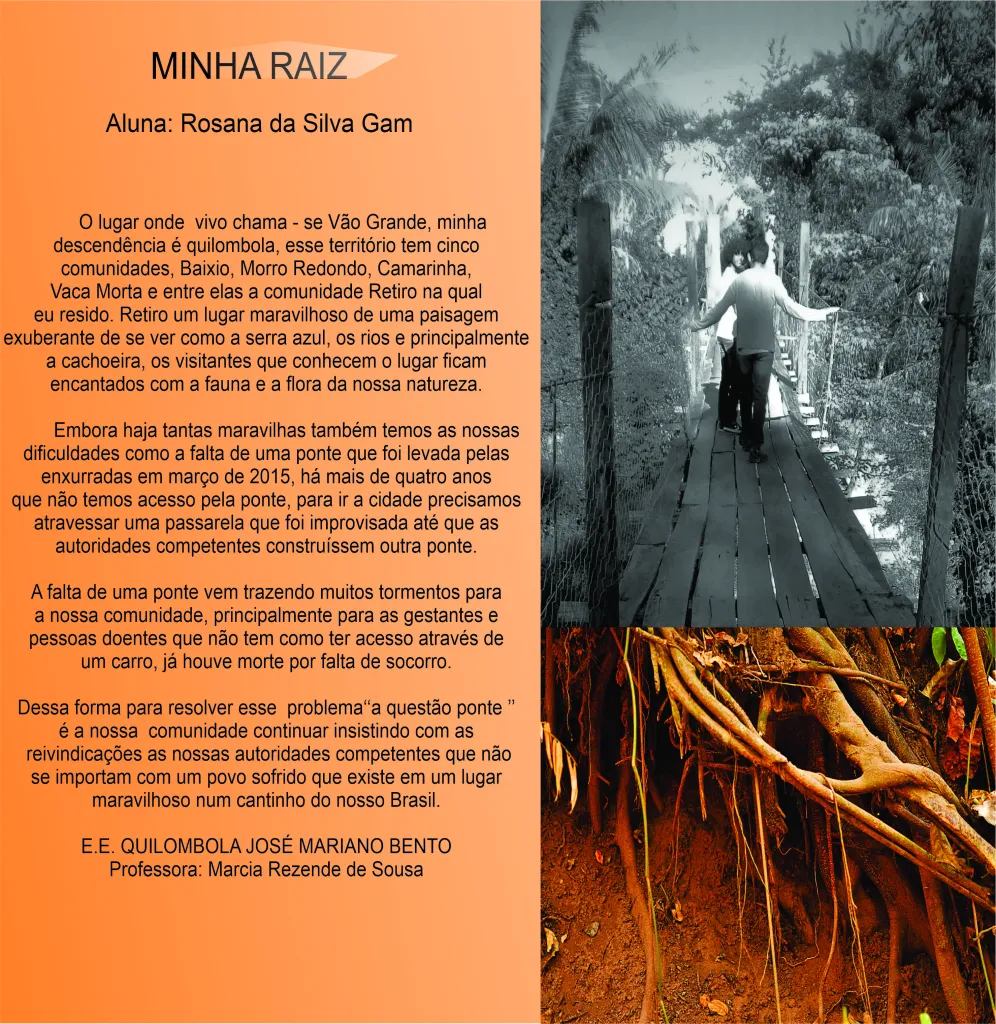 MINHA RAIZ
Aluna: Rosana da Silva Gam
O lugar onde vivo chama - se Vão Grande, minha
descendência é quilombola, esse território tem cinco
comunidades, Baixio, Morro Redondo, Camarinha,
Vaca Morta e entre elas a comunidade Retiro na qual
eu resido. Retiro um lugar maravilhoso de uma paisagem
exuberante de se ver como a serra azul, os rios e principalmente
a cachoeira, os visitantes que conhecem o lugar ficam
encantados com a fauna e a flora da nossa natureza.
Embora haja tantas maravilhas também temos as nossas
dificuldades como a falta de uma ponte que foi levada pelas
enxurradas em março de 2015, há mais de quatro anos
que não temos acesso pela ponte, para ir a cidade precisamos
atravessar uma passarela que foi improvisada até que as
autoridades competentes construíssem outra ponte.
A falta de uma ponte vem trazendo muitos tormentos para
a nossa comunidade, principalmente para as gestantes e
pessoas doentes que não tem como ter acesso através de
um carro, já houve morte por falta de socorro.
Dessa forma para resolver esse problema‘‘a questão ponte ’’
é a nossa comunidade continuar insistindo com as
reivindicações as nossas autoridades competentes que não
se importam com um povo sofrido que existe em um lugar
maravilhoso num cantinho do nosso Brasil.
E.E. QUILOMBOLA JOSÉ MARIANO BENTO
Professora: Marcia Rezende de Sousa